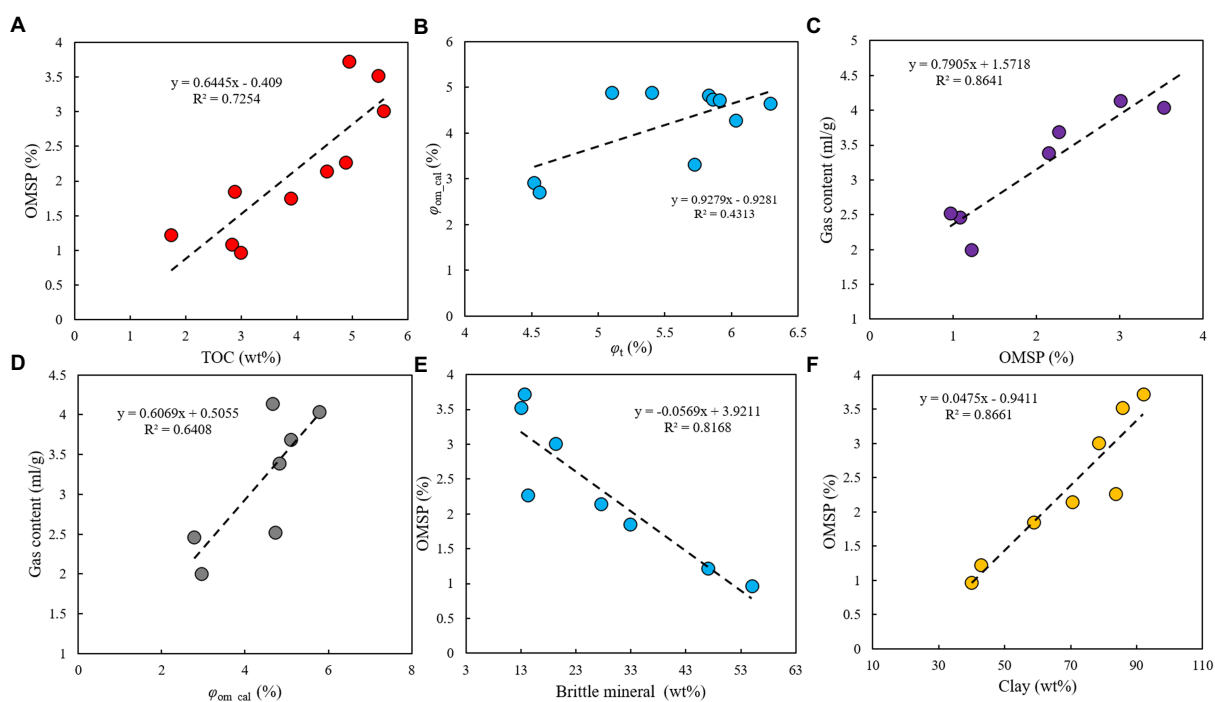 A
4
3.5
3
2.5
2
1.5
1
0.5
0
OMSP (%)
y = 0.6445x - 0.409
R² = 0.7254
0 1 2 3 4 5 6
TOC (wt%)
B
6
5
4
3
2
1
0
φom_cal (%)
y = 0.9279x - 0.9281
R² = 0.4313
4 4.5 5 5.5 6 6.5
φt (%)
C
5
4.5
4
3.5
3
2.5
2
1.5
1
Gas content (ml/g)
y = 0.7905x + 1.5718
R² = 0.8641
0 1 2 3 4
OMSP (%)
D
4.5
4
3.5
3
2.5
2
1.5
1
Gas content (ml/g)
y = 0.6069x + 0.5055
R² = 0.6408
0 2 4 6 8
φom_cal (%)
E
4
3.5
3
2.5
2
1.5
1
0.5
0
OMSP (%)
y = -0.0569x + 3.9211
R² = 0.8168
3 13 23 33 43 53 63
Brittle mineral (wt%)
F
4
3.5
3
2.5
2
1.5
1
0.5
0
OMSP (%)
y = 0.0475x - 0.9411
R² = 0.8661
10 30 50 70 90 110
Clay (wt%)